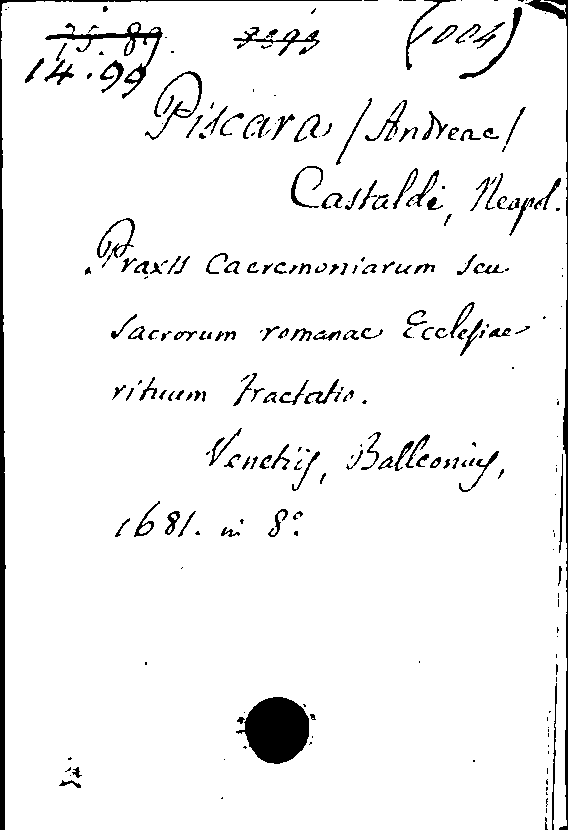 75.89. 7393 (1004)
14.99
Piscara /Andreae/
Castaldi, Neapol.
Praxis Caeremoniarum seu
sacrorum romanae Ecclesiae
rituum tractatio.
Venetiis, Balleonius,
1681. in 8°.